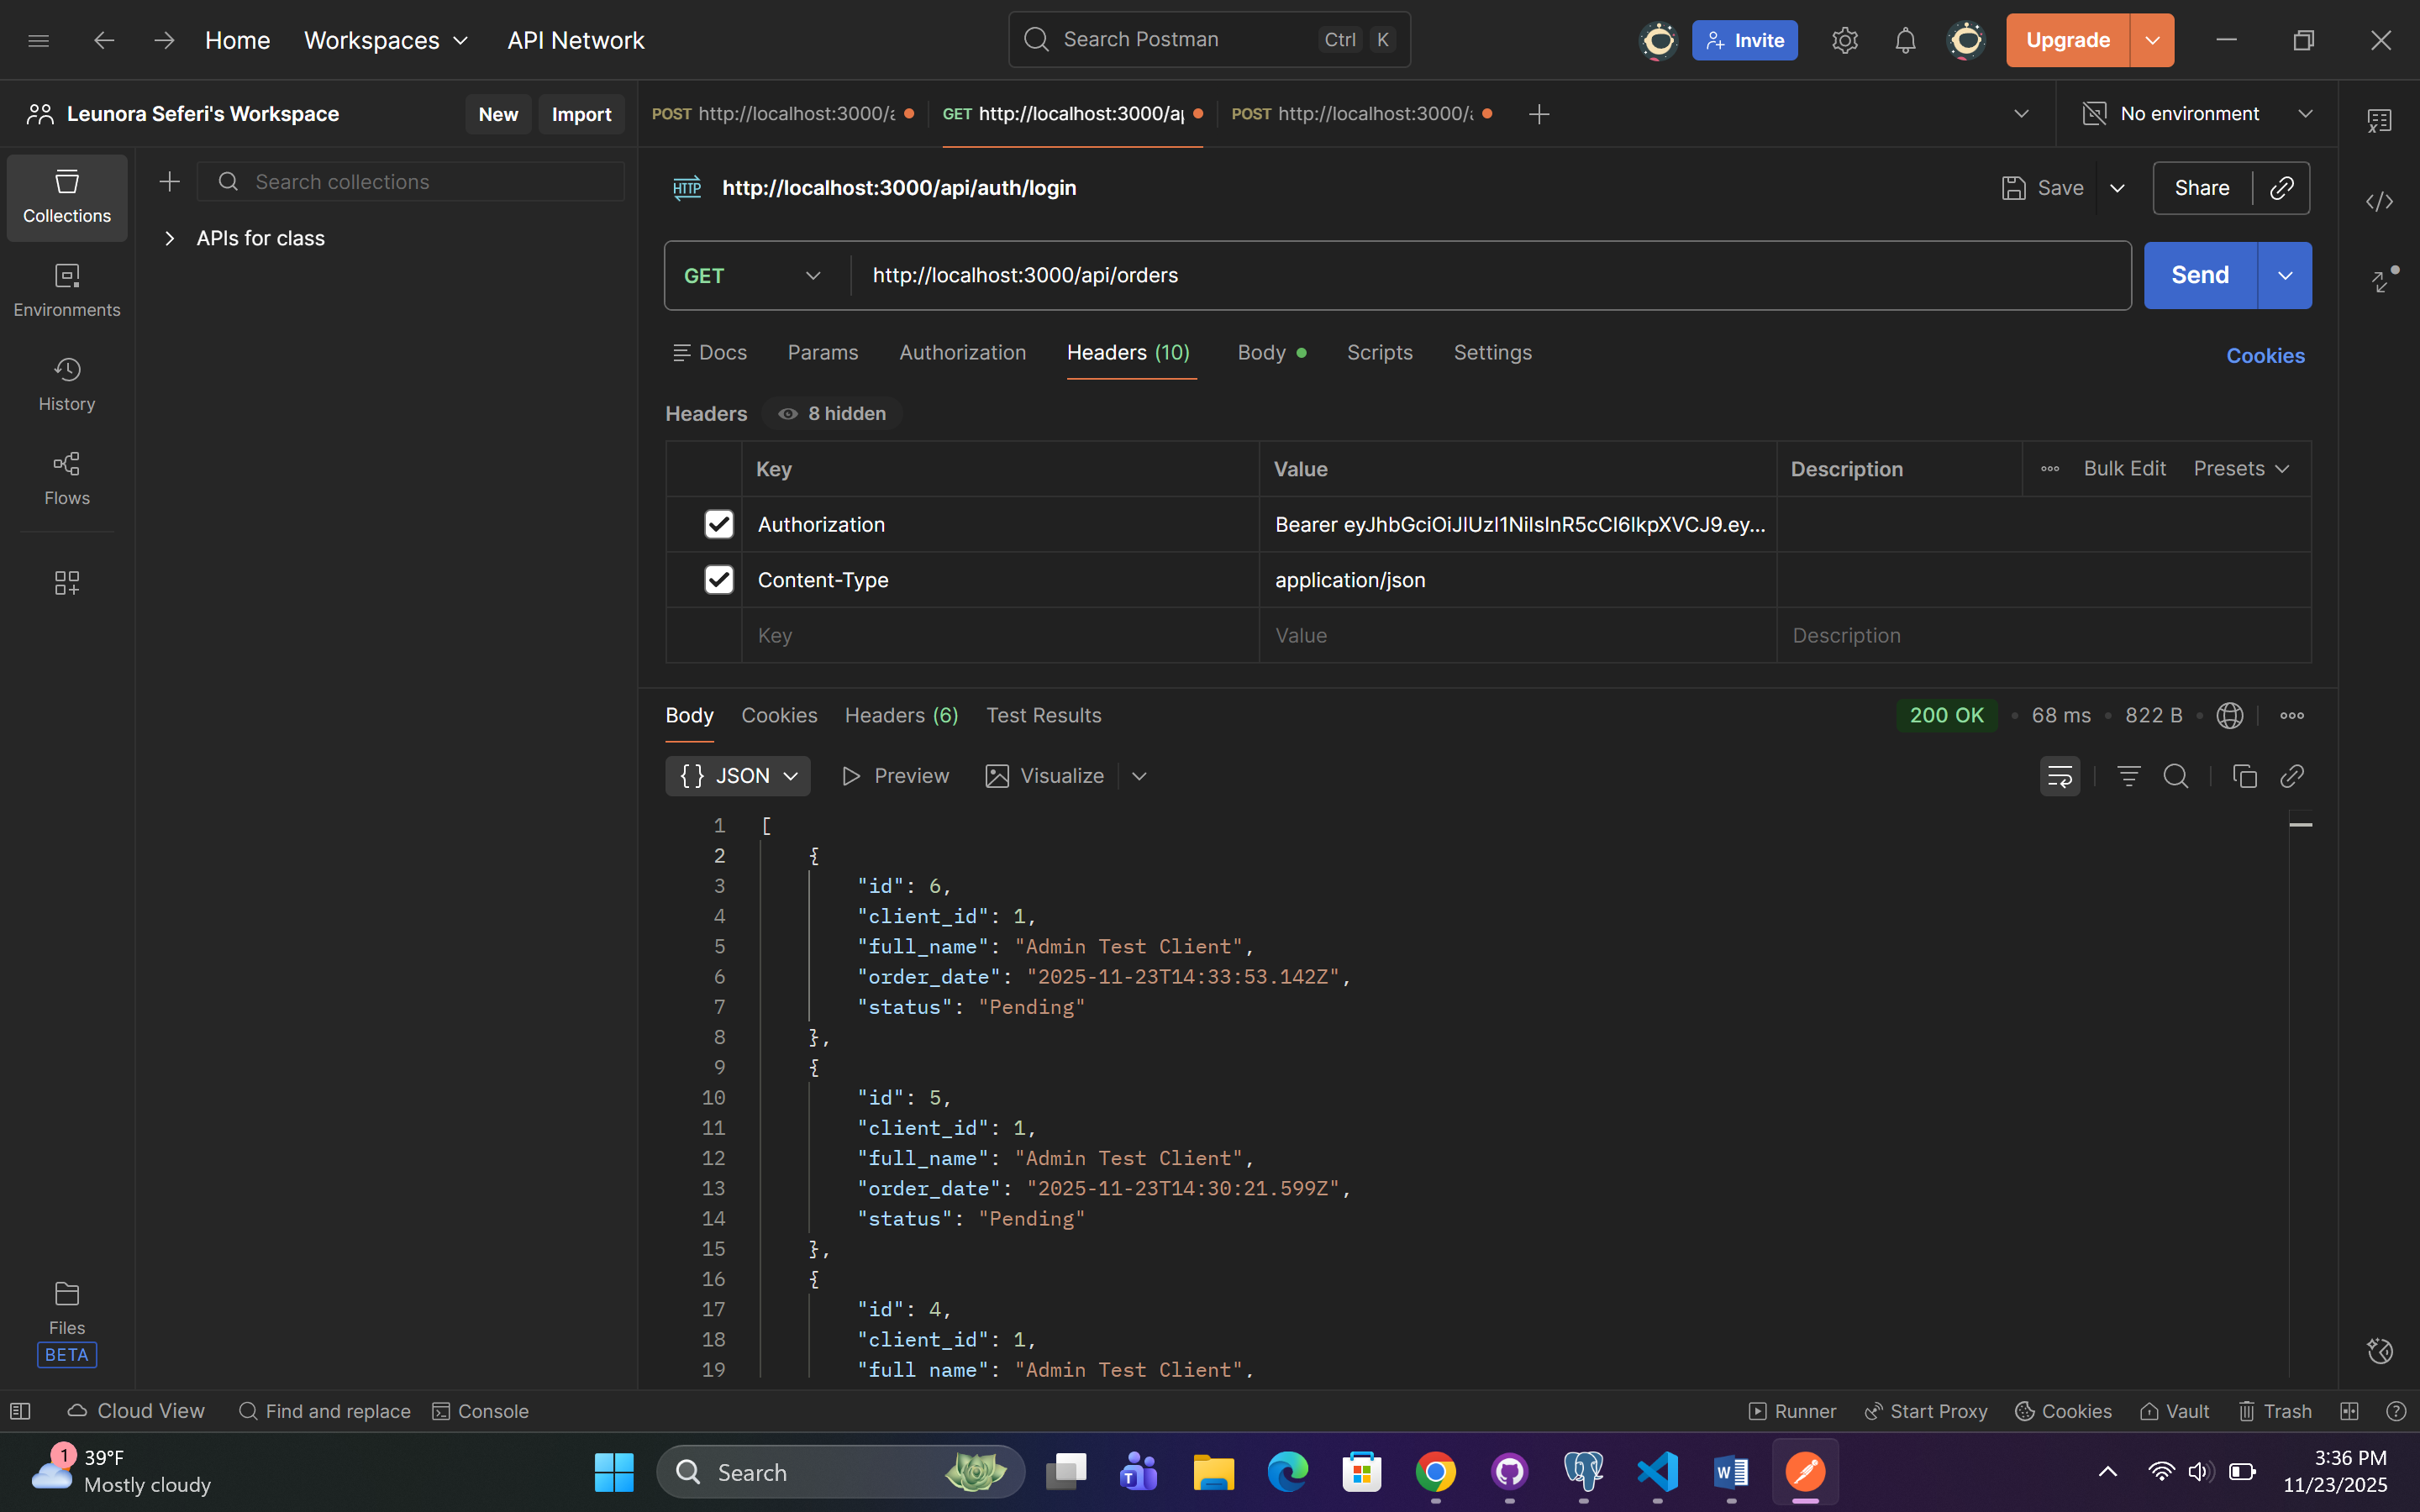 Home Workspaces API Network Search Postman Ctrl K Invite Upgrade
Leunora Seferi's Workspace New Import POST http://localhost:3000/a GET http://localhost:3000/ap POST http://localhost:3000/a No environment
Collections
Search collections
http://localhost:3000/api/auth/login Save Share
APIs for class
GET http://localhost:3000/api/orders Send
Environments
Docs Params Authorization Headers (10) Body Scripts Settings Cookies
History
Headers 8 hidden
Key Value Description Bulk Edit Presets
Flows
Authorization Bearer eyJhbGciOiJIUzI1NiIsInR5cCI6IkpXVCJ9.ey...
Content-Type application/json
Key Value Description
Body Cookies Headers (6) Test Results 200 OK 68 ms 822 B
{} JSON Preview Visualize
1 [
2 {
3 "id": 6,
4 "client_id": 1,
5 "full_name": "Admin Test Client",
6 "order_date": "2025-11-23T14:33:53.142Z",
7 "status": "Pending"
8 },
9 {
10 "id": 5,
11 "client_id": 1,
12 "full_name": "Admin Test Client",
13 "order_date": "2025-11-23T14:30:21.599Z",
14 "status": "Pending"
15 },
16 {
17 "id": 4,
18 "client_id": 1,
19 "full_name": "Admin Test Client",
Files
BETA
Cloud View Find and replace Console Runner Start Proxy Cookies Vault Trash
1 39°F
Mostly cloudy
Search
3:36 PM
11/23/2025